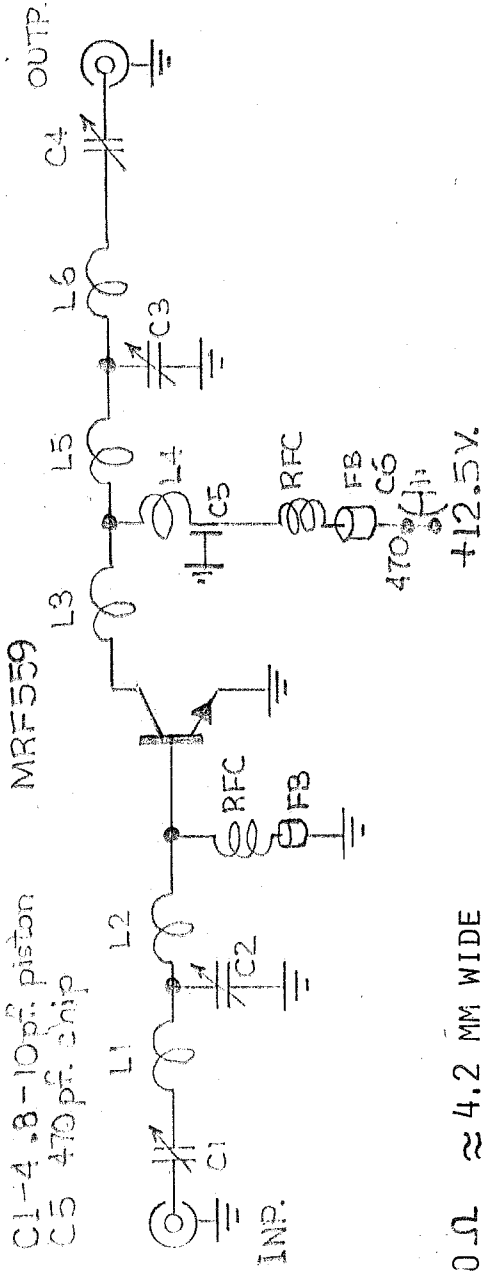 C1-4 .8-10pf. piston
C5 470pf. chip
MRF559
OUTP.
C4
L6
C3
L5
L4
C5
RFC
FB
C6
470
+12.5V.
L3
RFC
FB
L2
C2
L1
C1
INP.
0Ω ≈ 4.2 MM WIDE